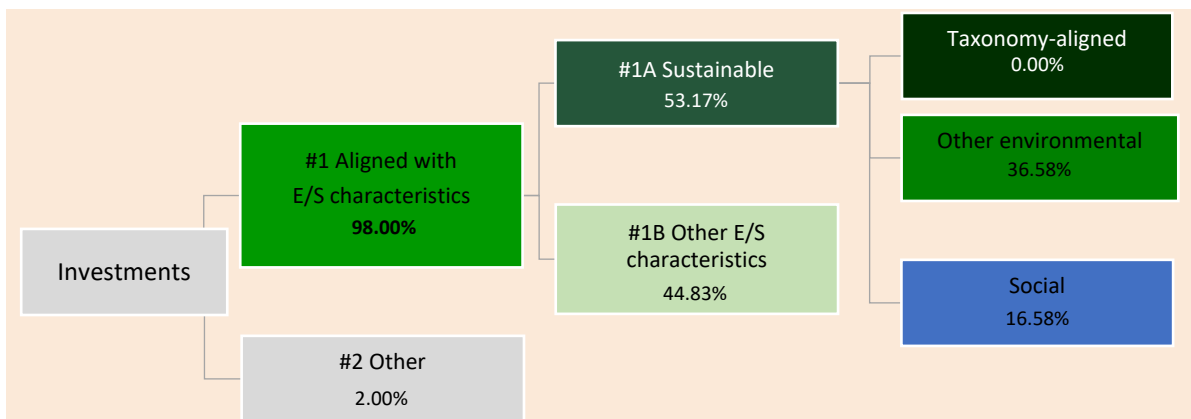 Investments
#1 Aligned with
E/S characteristics
98.00%
#2 Other
2.00%
#1A Sustainable
53.17%
#1B Other E/S
characteristics
44.83%
Taxonomy-aligned
0.00%
Other environmental
36.58%
Social
16.58%